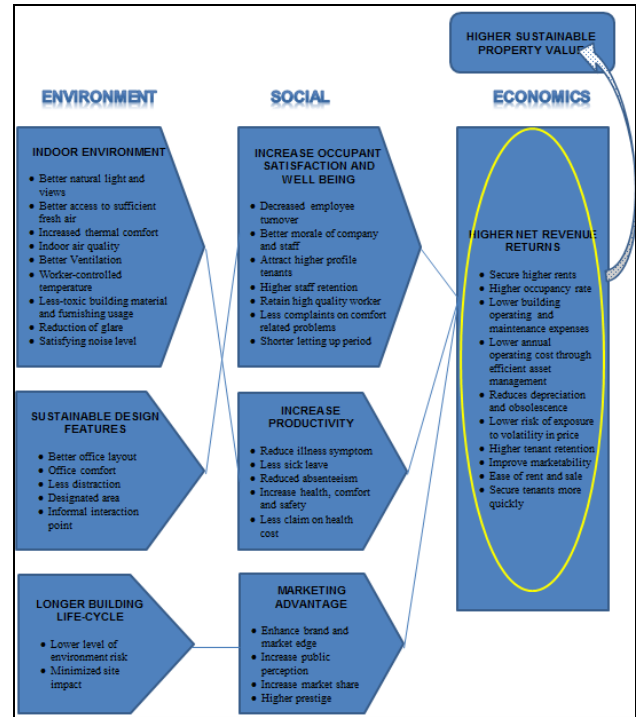 HIGHER SUSTAINABLE
PROPERTY VALUE
ENVIRONMENT
SOCIAL
ECONOMICS
INDOOR ENVIRONMENT
• Better natural light and
views
• Better access to sufficient
fresh air
• Increased thermal comfort
• Indoor air quality
• Better Ventilation
• Worker-controlled
temperature
• Less-toxic building material
and furnishing usage
• Reduction of glare
• Satisfying noise level
SUSTAINABLE DESIGN
FEATURES
• Better office layout
• Office comfort
• Less distraction
• Designated area
• Informal interaction
point
LONGER BUILDING
LIFE-CYCLE
• Lower level of
environment risk
• Minimized site
impact
INCREASE OCCUPANT
SATISFACTION AND
WELL BEING
• Decreased employee
turnover
• Better morale of company
and staff
• Attract higher profile
tenants
• Higher staff retention
• Retain high quality worker
• Less complaints on comfort
related problems
• Shorter letting up period
INCREASE
PRODUCTIVITY
• Reduce illness symptom
• Less sick leave
• Reduced absenteeism
• Increase health, comfort
and safety
• Less claim on health
cost
MARKETING
ADVANTAGE
• Enhance brand and
market edge
• Increase public
perception
• Increase market share
• Higher prestige
HIGHER NET REVENUE
RETURNS
• Secure higher rents
• Higher occupancy rate
• Lower building
operating and
maintenance expenses
• Lower annual
operating cost through
efficient asset
management
• Reduces depreciation
and obsolescence
• Lower risk of exposure
to volatility in price
• Higher tenant retention
• Improve marketability
• Ease of rent and sale
• Secure tenants more
quickly